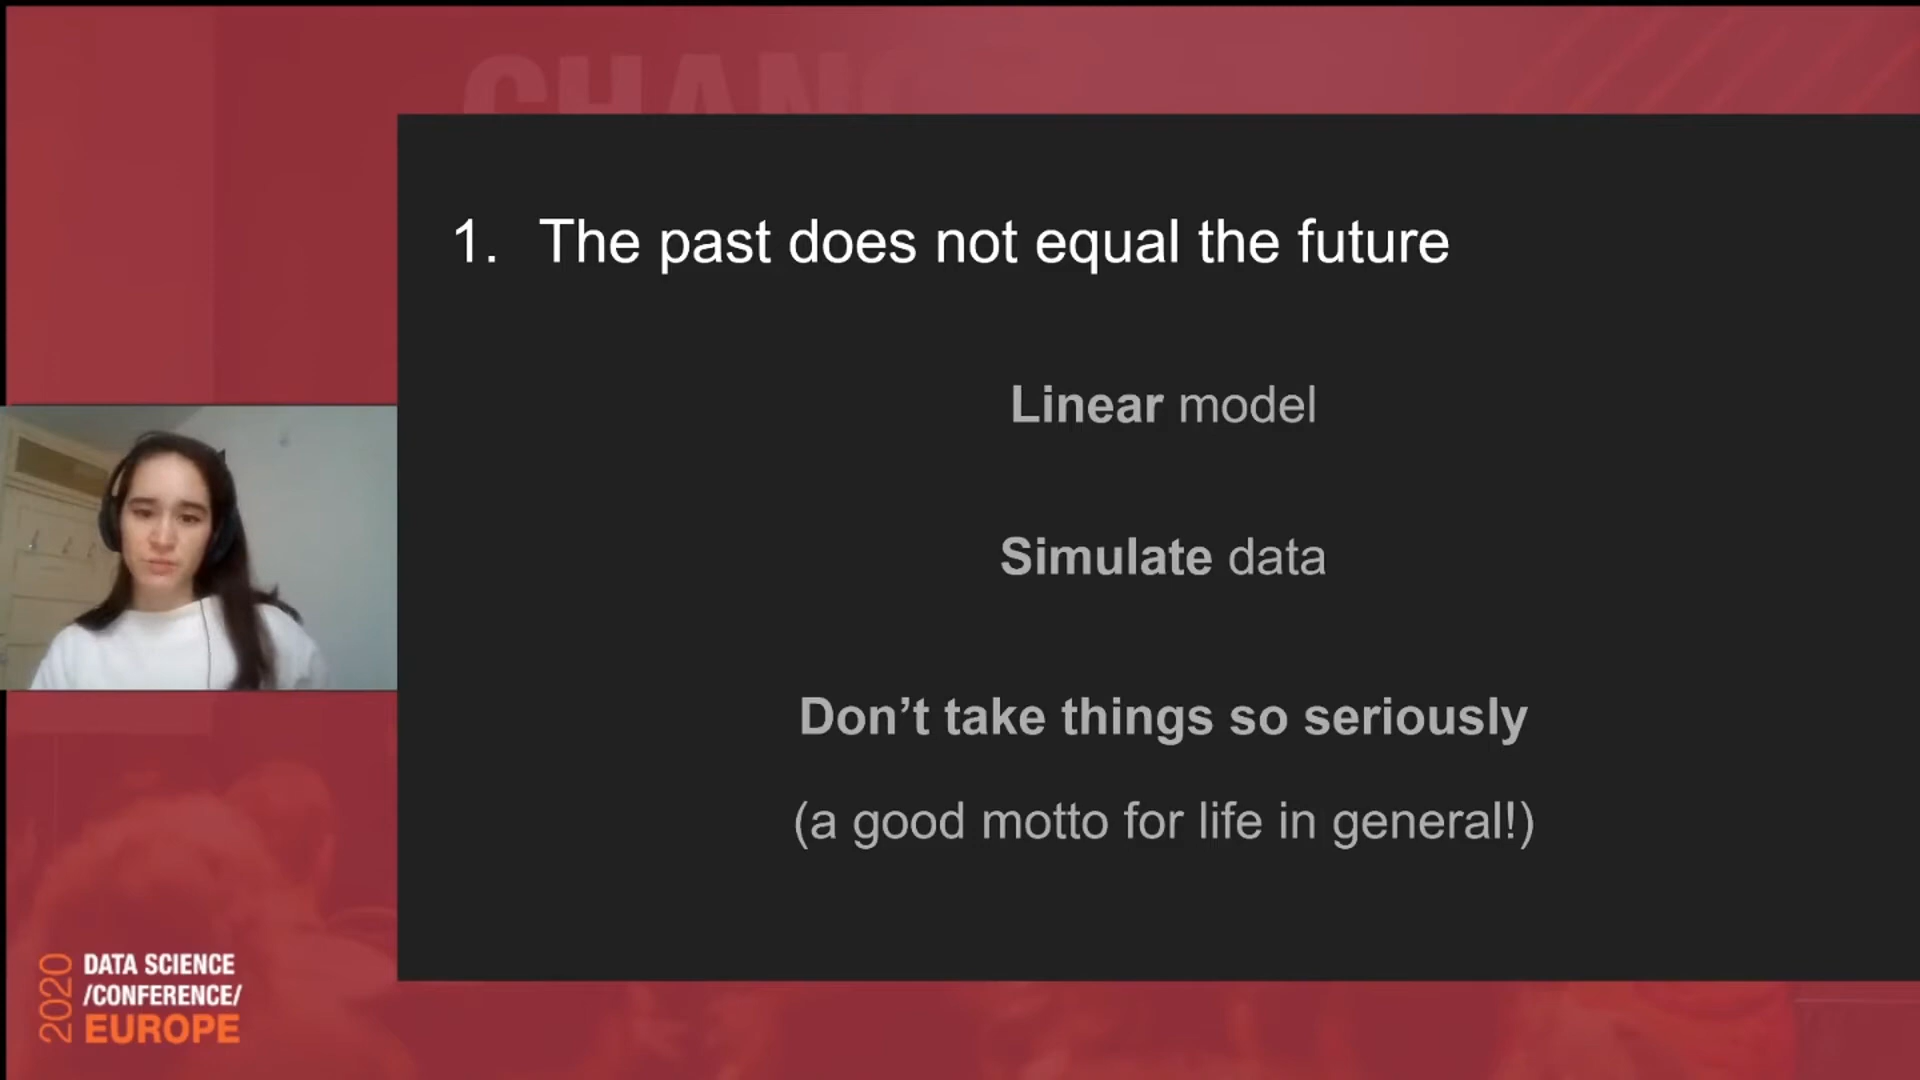 1. The past does not equal the future
Linear model
Simulate data
Don’t take things so seriously
(a good motto for life in general!)
2020
DATA SCIENCE
/CONFERENCE/
EUROPE